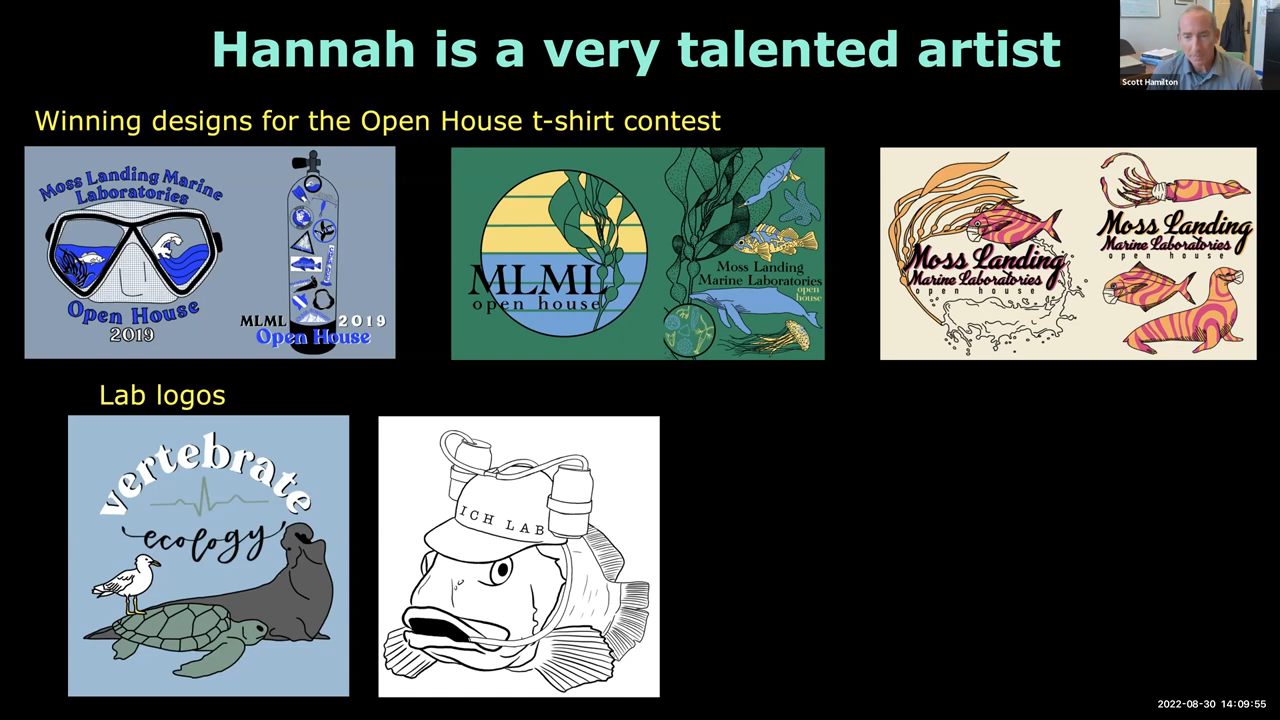 Hannah is a very talented artist
Scott Hamilton
Winning designs for the Open House t-shirt contest
Moss Landing Marine
Laboratories
Open House
2019
MLML 2019
Open House
MLML
open house
Moss Landing
Marine Laboratories
open
house
Moss Landing
Marine Laboratories
open house
Moss Landing
Marine Laboratories
open house
Lab logos
vertebrate
ecology
ICH LAB
2022-08-30 14:09:55